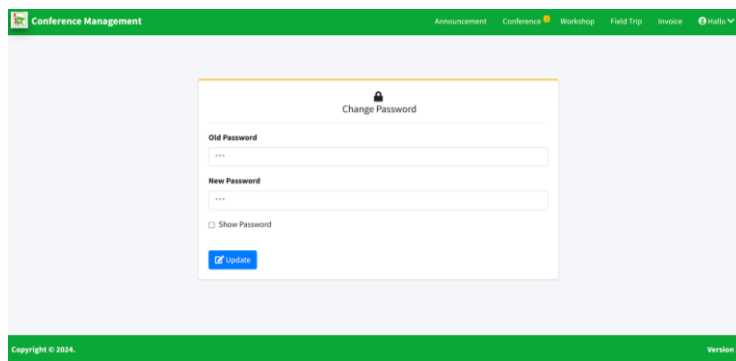 Conference Management
Announcement Conference Workshop Field Trip Invoice Hallo
Change Password
Old Password
***
New Password
***
Show Password
Update
Copyright © 2024.
Version